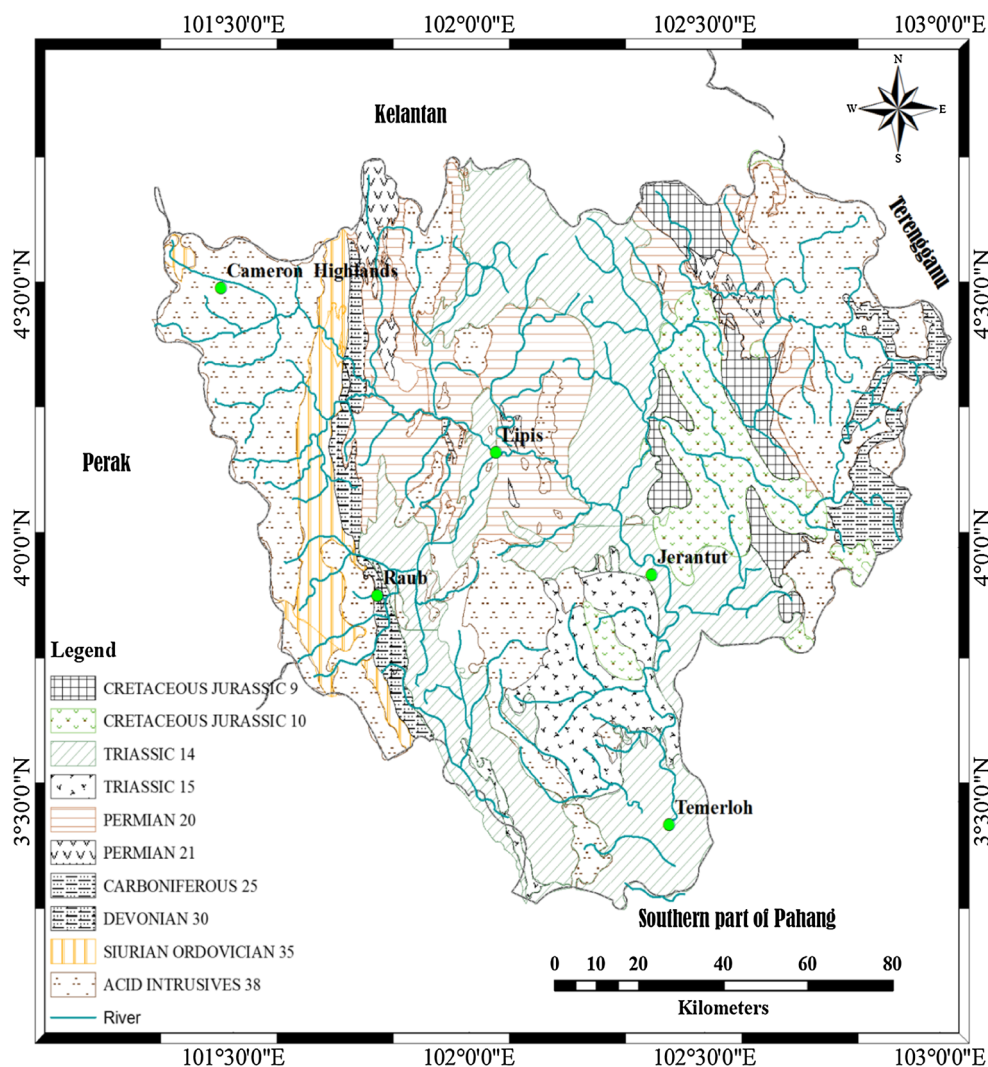 101°30'0"E 102°0'0"E 102°30'0"E 103°0'0"E
N
W E
S
Kelantan
Terengganu
4°30'0"N 4°30'0"N
Cameron Highlands
Lipis
Perak
4°0'0"N 4°0'0"N
Jerantut
Raub
Legend
CRETACEOUS JURASSIC 9
CRETACEOUS JURASSIC 10
TRIASSIC 14
TRIASSIC 15
PERMIAN 20
PERMIAN 21
CARBONIFEROUS 25
DEVONIAN 30
SIURIAN ORDOVICIAN 35
ACID INTRUSIVES 38
River
3°30'0"N 3°30'0"N
Temerloh
Southern part of Pahang
0 10 20 40 60 80
Kilometers
101°30'0"E 102°0'0"E 102°30'0"E 103°0'0"E